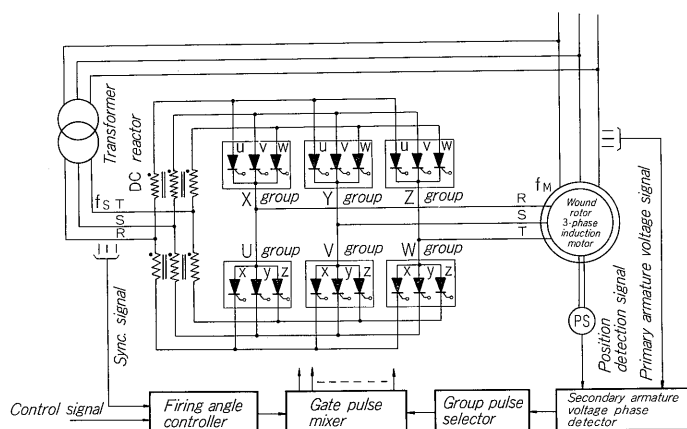 Transformer
DC reactor
u v w
u v w
u v w
X group
Y group
Z group
fM
R
S
T
Wound
rotor
3-phase
induction
motor
fS T
S
R
U group
V group
W group
x y z
x y z
x y z
PS
Sync. signal
Position
detection signal
Primary armature voltage signal
Control signal
Firing angle
controller
Gate pulse
mixer
Group pulse
selector
Secondary armature
voltage phase
detector